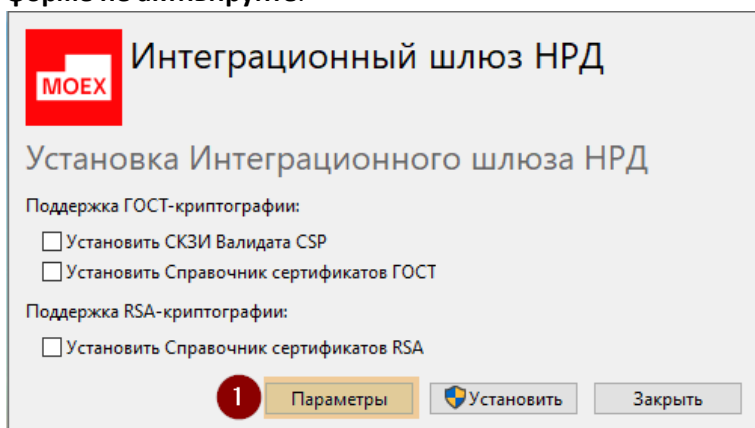 Интеграционный шлюз НРД
MOEX
Установка Интеграционного шлюза НРД
Поддержка ГОСТ-криптографии:
Установить СКЗИ Валидата CSP
Установить Справочник сертификатов ГОСТ
Поддержка RSA-криптографии:
Установить Справочник сертификатов RSA
1 Параметры Установить Закрыть